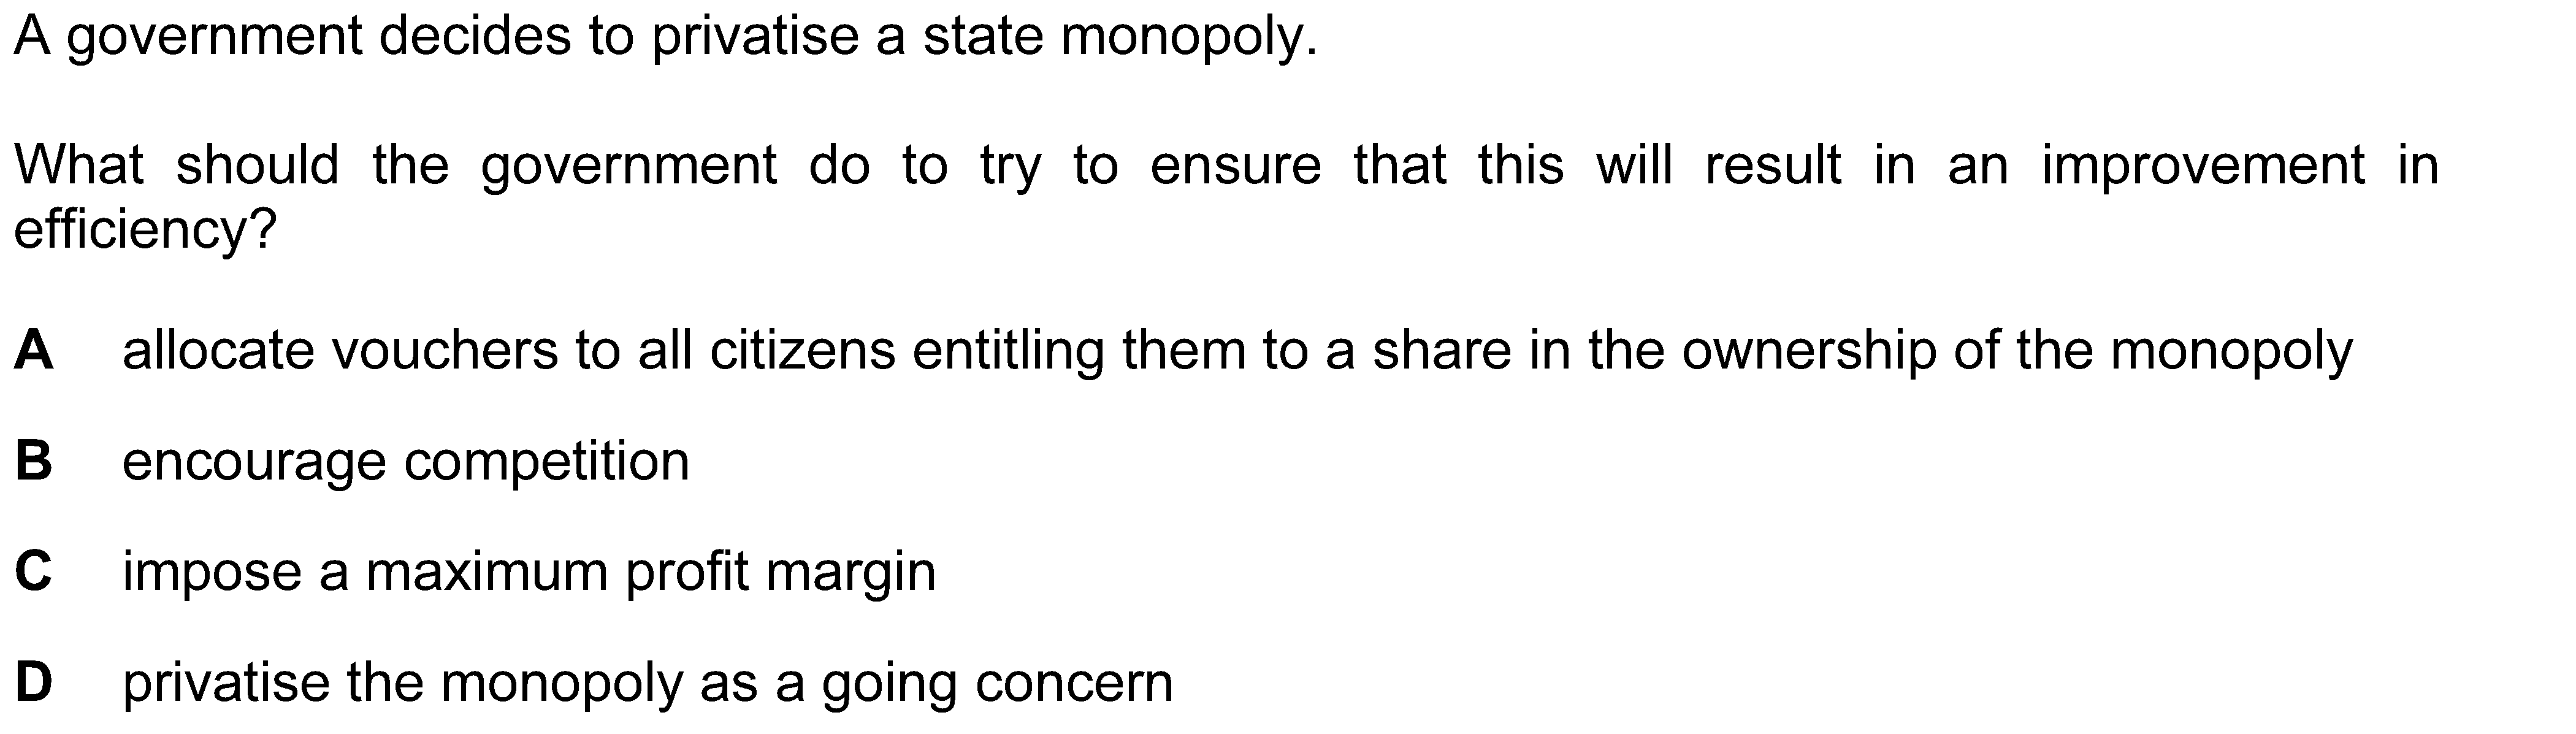 A government decides to privatise a state monopoly.
What should the government do to try to ensure that this will result in an improvement in
efficiency?
A allocate vouchers to all citizens entitling them to a share in the ownership of the monopoly
B encourage competition
C impose a maximum profit margin
D privatise the monopoly as a going concern